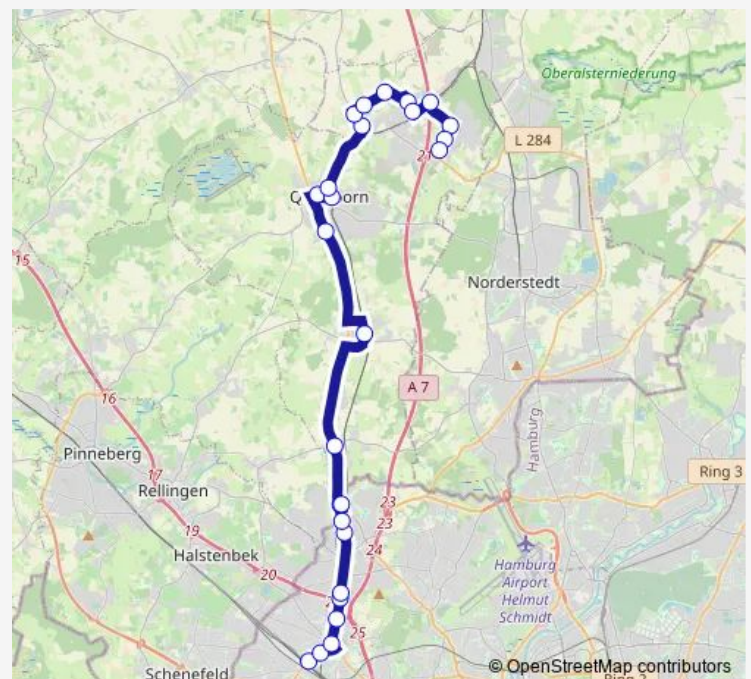 Oberalsterniederung
L 284
21
Q orn
15
Norderstedt
A 7
16
Hamburg
Pinneberg
17
Ring 3
Rellingen
23
19
23
Halstenbek
24
20
Hamburg
Airport
Helmut
Schmidt
25
Schenefeld
© OpenStreetMap contributors